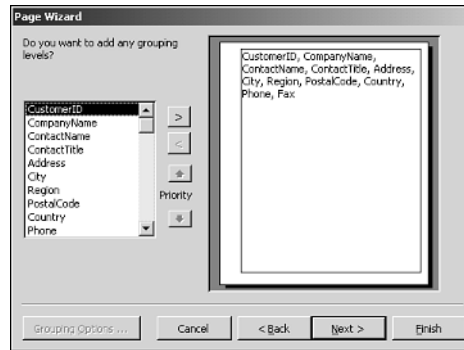 Page Wizard
Do you want to add any grouping
levels?
CustomerID
CompanyName
ContactName
ContactTitle
Address
City
Region
PostalCode
Country
Phone
>
<
Priority
CustomerID, CompanyName,
ContactName, ContactTitle, Address,
City, Region, PostalCode, Country,
Phone, Fax
Grouping Options ...
Cancel
< Back
Next >
Finish